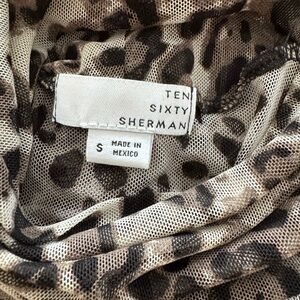 TEN
SIXTY
SHERMAN
S
MADE IN
MEXICO